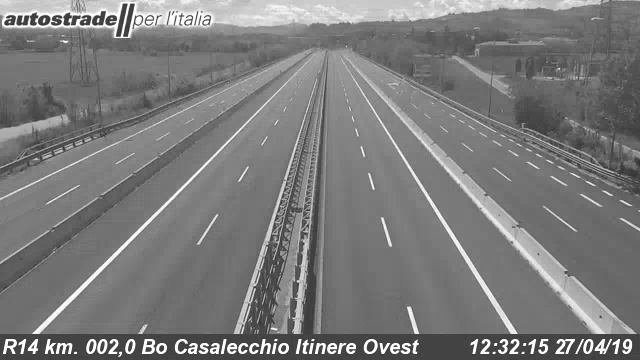 autostrade//per l'italia
R14 km. 002,0 Bo Casalecchio Itinere Ovest 12:32:15 27/04/19